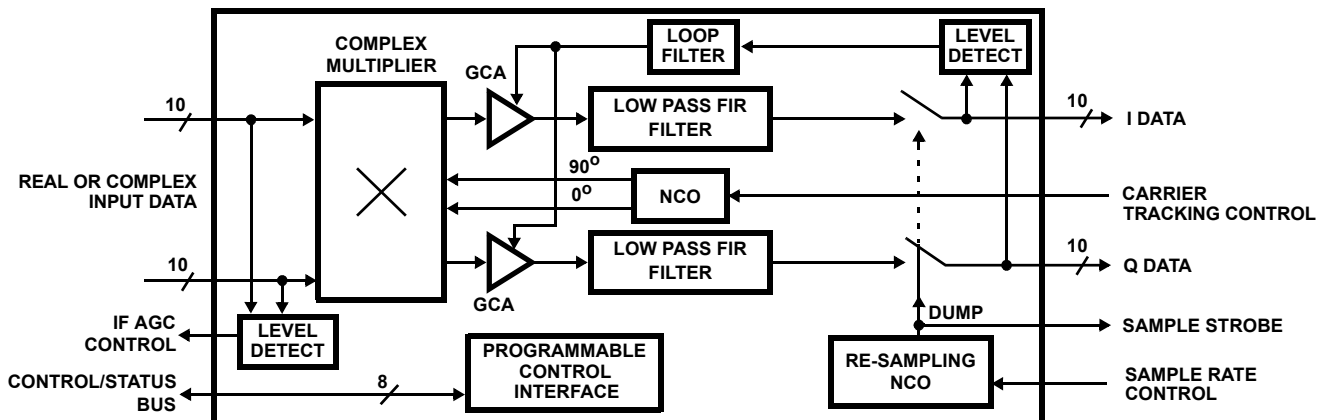 COMPLEX
MULTIPLIER
GCA
LOOP
FILTER
LEVEL
DETECT
10
LOW PASS FIR
FILTER
10
I DATA
REAL OR COMPLEX
INPUT DATA
90°
0°
NCO
CARRIER
TRACKING CONTROL
10
GCA
LOW PASS FIR
FILTER
10
Q DATA
IF AGC
CONTROL
LEVEL
DETECT
DUMP
SAMPLE STROBE
CONTROL/STATUS
BUS
8
PROGRAMMABLE
CONTROL
INTERFACE
RE-SAMPLING
NCO
SAMPLE RATE
CONTROL